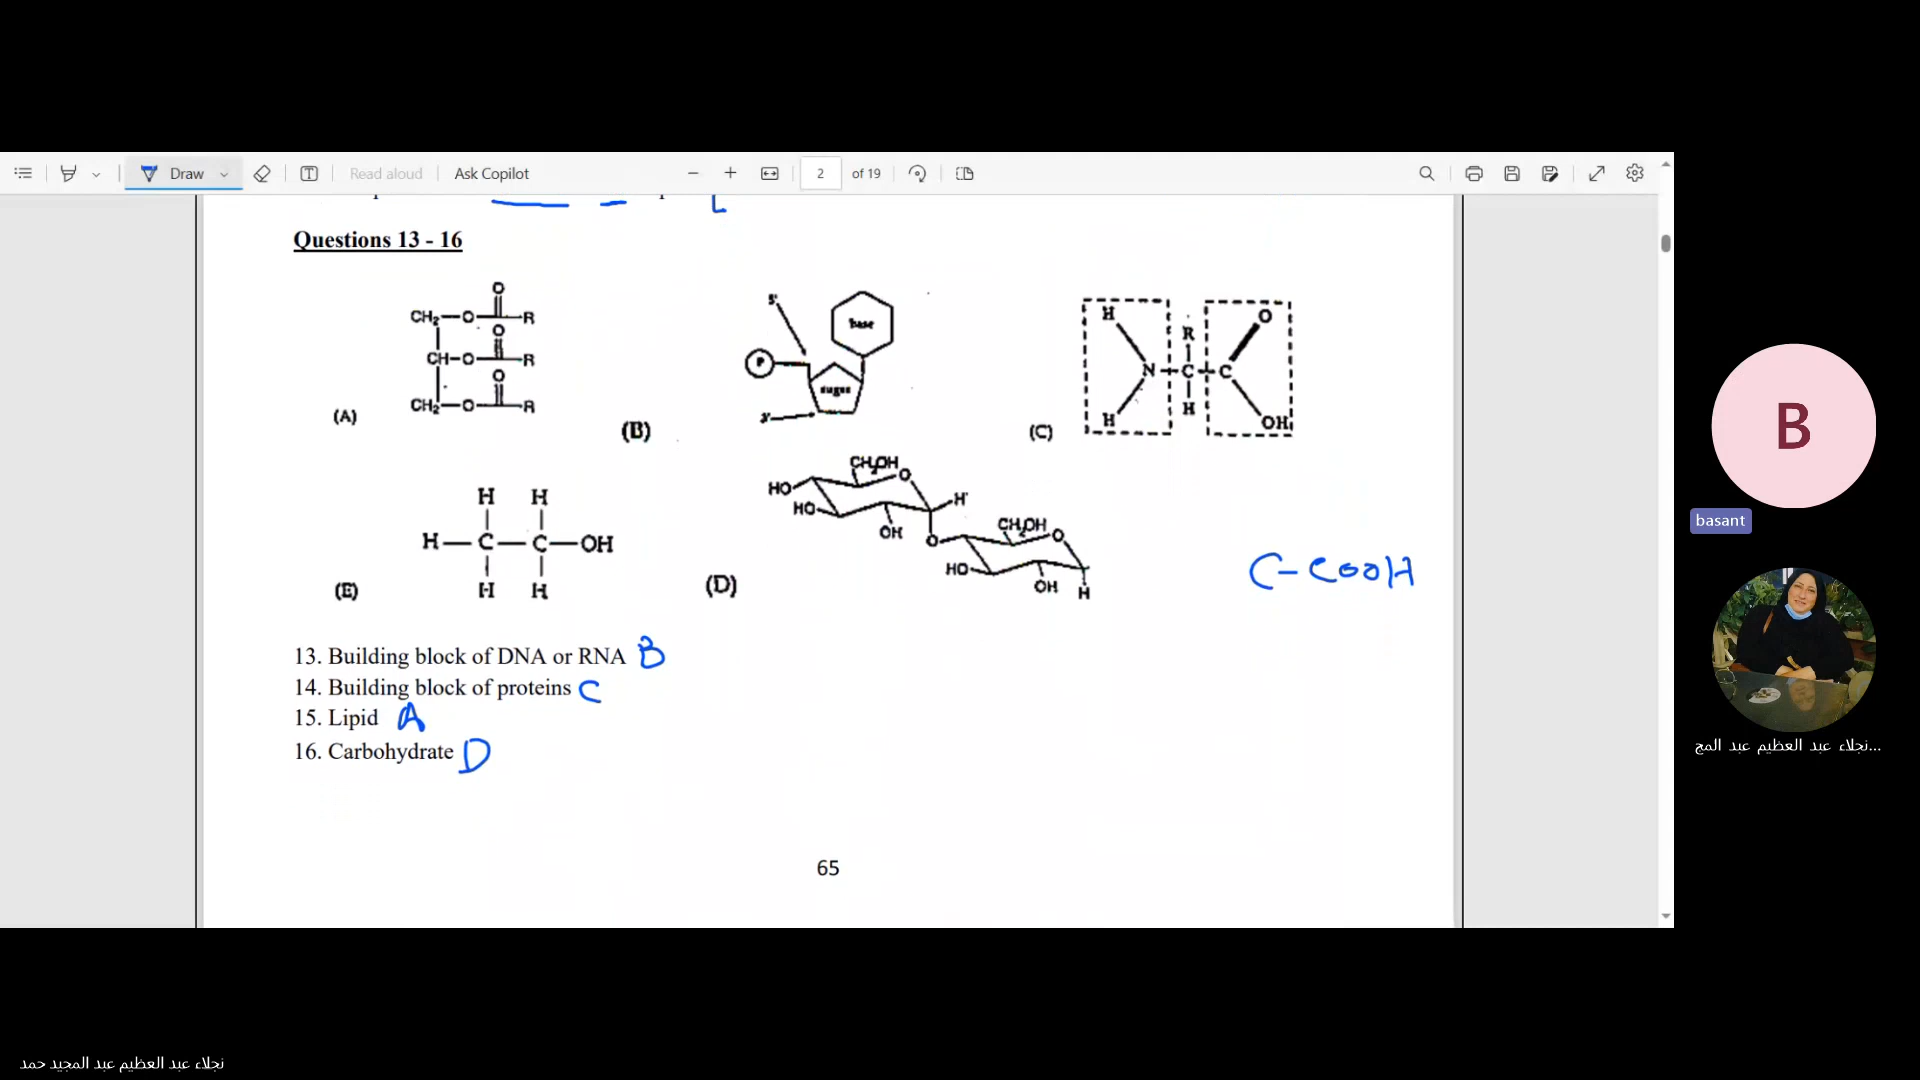 Draw
Read aloud
Ask Copilot
2
of 19
Questions 13 - 16
O
CH₂—O
R
O
CH—O
R
O
CH₂—O
R
(A)
5'
base
P
sugar
3'
(B)
H
O
R
N
C
C
H
H
OH
(C)
H H
H—C—C—OH
H H
(E)
CH₂OH
HO
O
HO
H
OH
CH₂OH
O
O
HO
OH
H
(D)
C-COOH
13. Building block of DNA or RNA B
14. Building block of proteins C
15. Lipid A
16. Carbohydrate D
65
B
basant
نجلاء عبد العظيم عبد المج...
نجلاء عبد العظيم عبد المجيد حمد